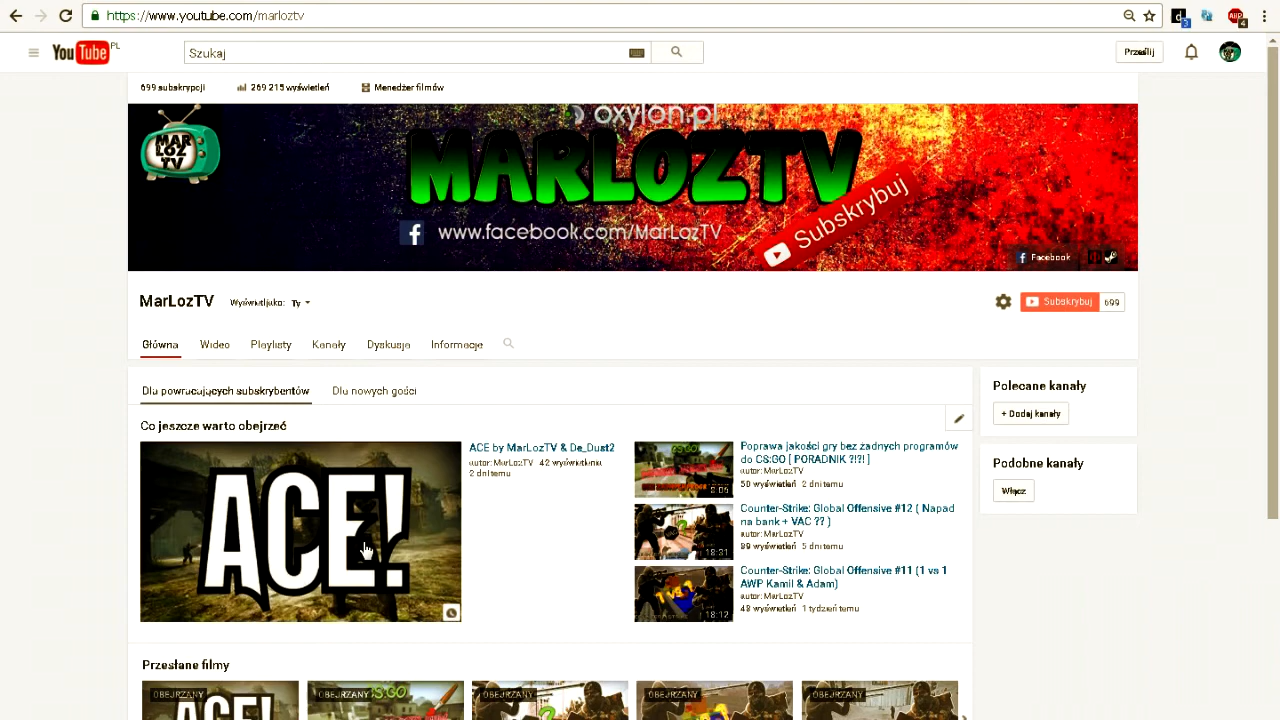 https://www.youtube.com/marloztv
YouTube PL
Szukaj
Prześlij
699 subskrypcji
269 215 wyświetleń
Menedżer filmów
oxylon.pl
MAR
LOZ
TV
MARLOZTV
Subskrybuj
www.facebook.com/MarLozTV
Facebook
MarLozTV
Wyświetl jako: Ty
Subskrybuj 699
Główna
Wideo
Playlisty
Kanały
Dyskusja
Informacje
Dla powracających subskrybentów
Dla nowych gości
Co jeszcze warto obejrzeć
ACE!
ACE by MarLozTV & De_Dust2
autor: MarLozTV 42 wyświetlenia
2 dni temu
Poprawa jakości gry bez żadnych programów
do CS:GO [ PORADNIK ?!?! ]
autor: MarLozTV
50 wyświetleń 2 dni temu
Counter-Strike: Global Offensive #12 ( Napad
na bank + VAC ?? )
autor: MarLozTV
18:31
5 dni temu
Counter-Strike: Global Offensive #11 (1 vs 1
AWP Kamil & Adam)
autor: MarLozTV
18:12
1 tydzień temu
Polecane kanały
+ Dodaj kanały
Podobne kanały
Włącz
Przesłane filmy
OBEJRZANY
OBEJRZANY
OBEJRZANY
OBEJRZANY
OBEJRZANY